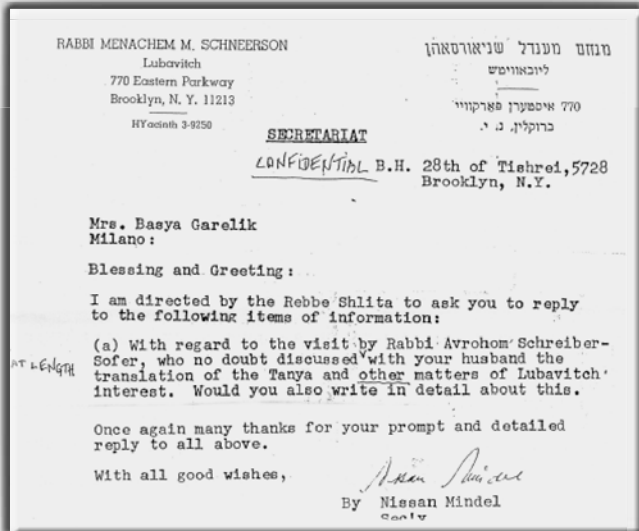 RABBI MENACHEM M. SCHNEERSON
Lubavitch
770 Eastern Parkway
Brooklyn, N. Y. 11213
HYacinth 3-9250
מנחם מענדל שניאורסאהן
ליובאוויטש
770 איסטערן פארקוויי
ברוקלין, נ. י.
SECRETARIAT
CONFIDENTIAL B.H. 28th of Tishrei,5728
Brooklyn, N.Y.
Mrs. Basya Garelik
Milano:
Blessing and Greeting:
I am directed by the Rebbe Shlita to ask you to reply
to the following items of information:
(a) With regard to the visit by Rabbi Avrohom Schreiber-
AT LENGTH
Sofer, who no doubt discussed with your husband the
translation of the Tanya and other matters of Lubavitch'
interest. Would you also write in detail about this.
Once again many thanks for your prompt and detailed
reply to all above.
With all good wishes,
Nissan Mindel
By Nissan Mindel
Sec'y